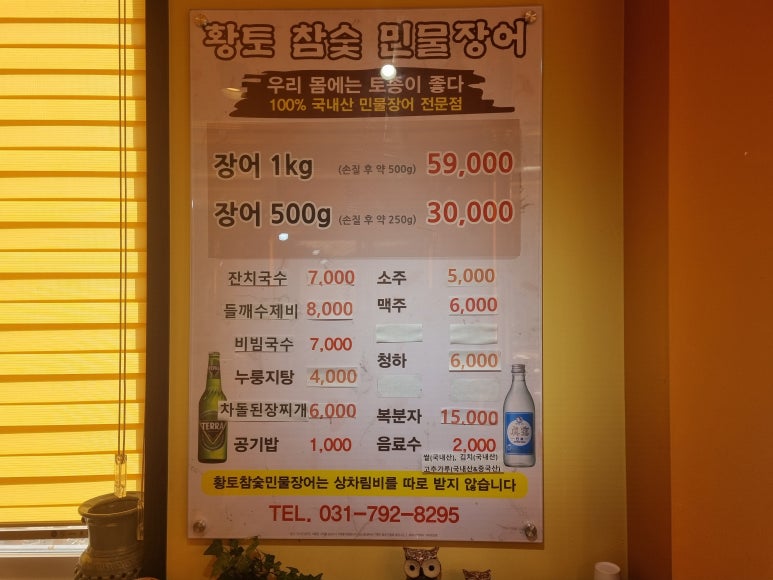 황토 참숯 민물장어
우리 몸에는 토종이 좋다
100% 국내산 민물장어 전문점
장어 1kg (손질 후 약 500g) 59,000
장어 500g (손질 후 약 250g) 30,000
잔치국수 7,000 소주 5,000
들깨수제비 8,000 맥주 6,000
비빔국수 7,000
누룽지탕 4,000 청하 6,000
차돌된장찌개 6,000 복분자 15,000
공기밥 1,000 음료수 2,000
TERRA
쌀(국내산), 김치(국내산)
고추가루(국내산&중국산)
황토참숯민물장어는 상차림비를 따로 받지 않습니다
TEL. 031-792-8295